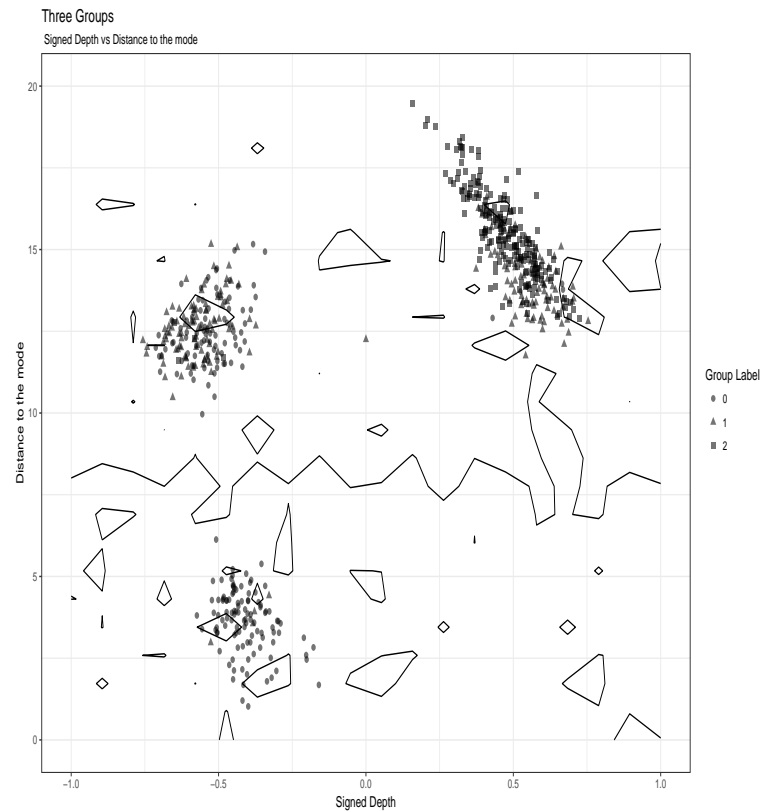 Three Groups
Signed Depth vs Distance to the mode
20
15
10
5
0
Distance to the mode
−1.0 −0.5 0.0 0.5 1.0
Signed Depth
Group Label
0
1
2